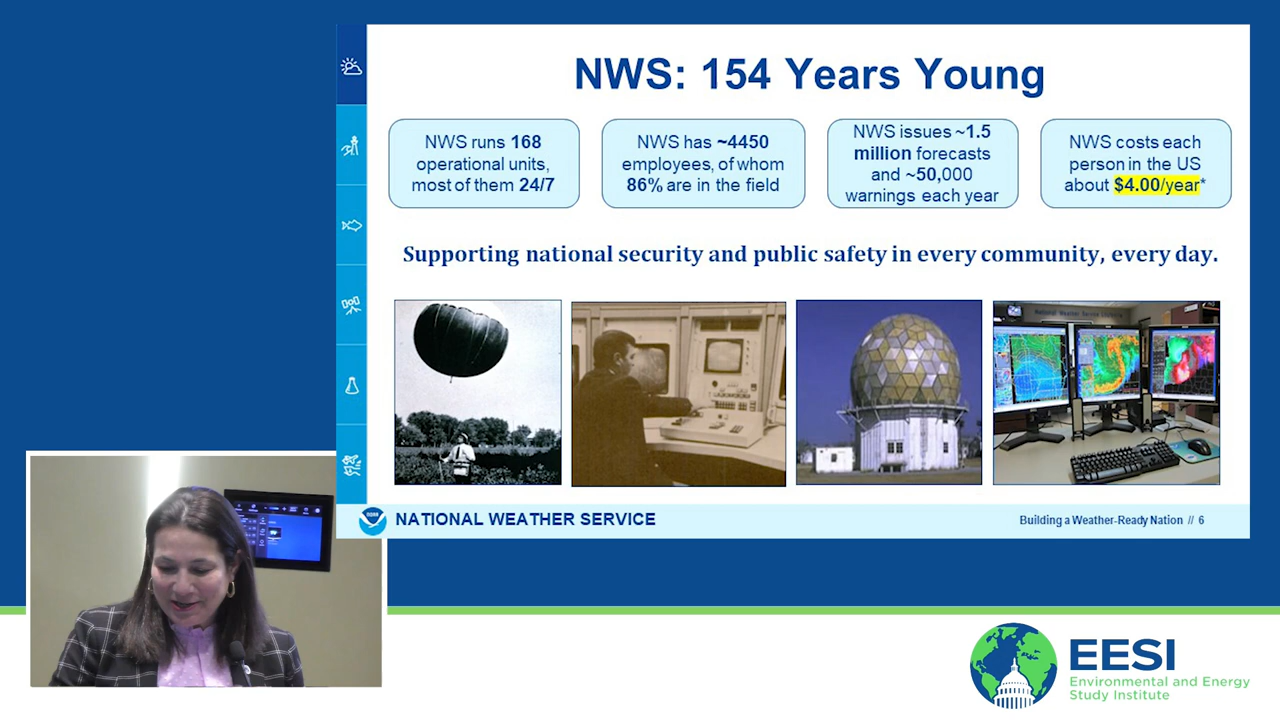 NWS: 154 Years Young
NWS runs 168
operational units,
most of them 24/7
NWS has ~4450
employees, of whom
86% are in the field
NWS issues ~1.5
million forecasts
and ~50,000
warnings each year
NWS costs each
person in the US
about $4.00/year*
Supporting national security and public safety in every community, every day.
NATIONAL WEATHER SERVICE
Building a Weather-Ready Nation // 6
EESI
Environmental and Energy
Study Institute